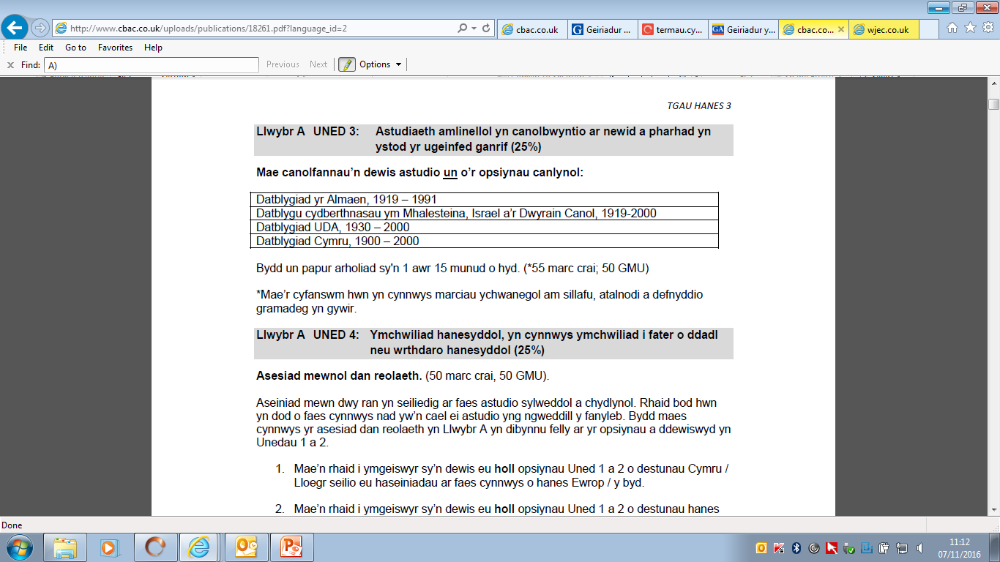 http://www.cbac.co.uk/uploads/publications/18261.pdf?language_id=2
cbac.co.uk
Geiriadur ...
termau.cy...
Geiriadur y...
cbac.co...
wjec.co.uk
File Edit Go to Favorites Help
Find: A) Previous Next Options
TGAU HANES 3
Llwybr A UNED 3: Astudiaeth amlinellol yn canolbwyntio ar newid a pharhad yn
ystod yr ugeinfed ganrif (25%)
Mae canolfannau'n dewis astudio un o'r opsiynau canlynol:
Datblygiad yr Almaen, 1919 – 1991
Datblygu cydberthnasau ym Mhalesteina, Israel a'r Dwyrain Canol, 1919-2000
Datblygiad UDA, 1930 – 2000
Datblygiad Cymru, 1900 – 2000
Bydd un papur arholiad sy'n 1 awr 15 munud o hyd. (*55 marc crai; 50 GMU)
*Mae'r cyfanswm hwn yn cynnwys marciau ychwanegol am sillafu, atalnodi a defnyddio
gramadeg yn gywir.
Llwybr A UNED 4: Ymchwiliad hanesyddol, yn cynnwys ymchwiliad i fater o ddadl
neu wrthdaro hanesyddol (25%)
Asesiad mewnol dan reolaeth. (50 marc crai, 50 GMU).
Aseiniad mewn dwy ran yn seiliedig ar faes astudio sylweddol a chydlynol. Rhaid bod hwn
yn dod o faes cynnwys nad yw'n cael ei astudio yng ngweddill y fanyleb. Bydd maes
cynnwys yr asesiad dan reolaeth yn Llwybr A yn dibynnu felly ar yr opsiynau a ddewiswyd yn
Unedau 1 a 2.
1. Mae'n rhaid i ymgeiswyr sy'n dewis eu holl opsiynau Uned 1 a 2 o destunau Cymru /
Lloegr seilio eu haseiniadau ar faes cynnwys o hanes Ewrop / y byd.
2. Mae'n rhaid i ymgeiswyr sy'n dewis eu holl opsiynau Uned 1 a 2 o destunau hanes
Done
11:12
07/11/2016